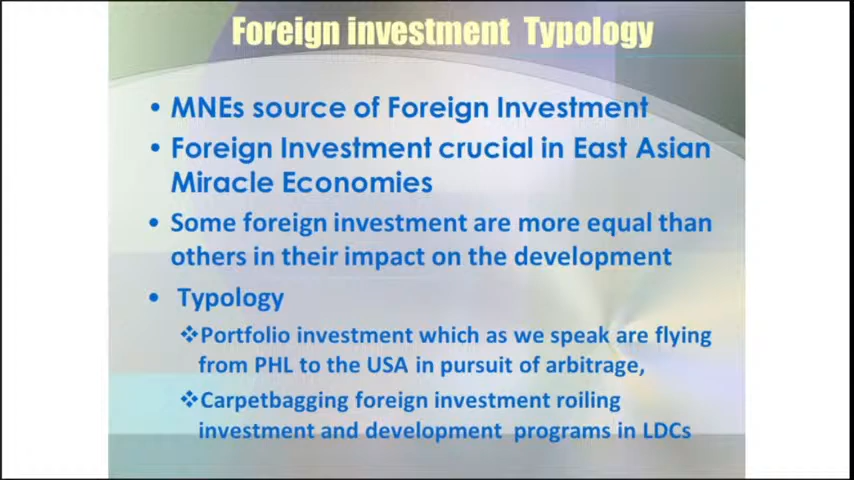 Foreign investment Typology
• MNEs source of Foreign Investment
• Foreign Investment crucial in East Asian
Miracle Economies
• Some foreign investment are more equal than
others in their impact on the development
• Typology
❖Portfolio investment which as we speak are flying
from PHL to the USA in pursuit of arbitrage,
❖Carpetbagging foreign investment roiling
investment and development programs in LDCs